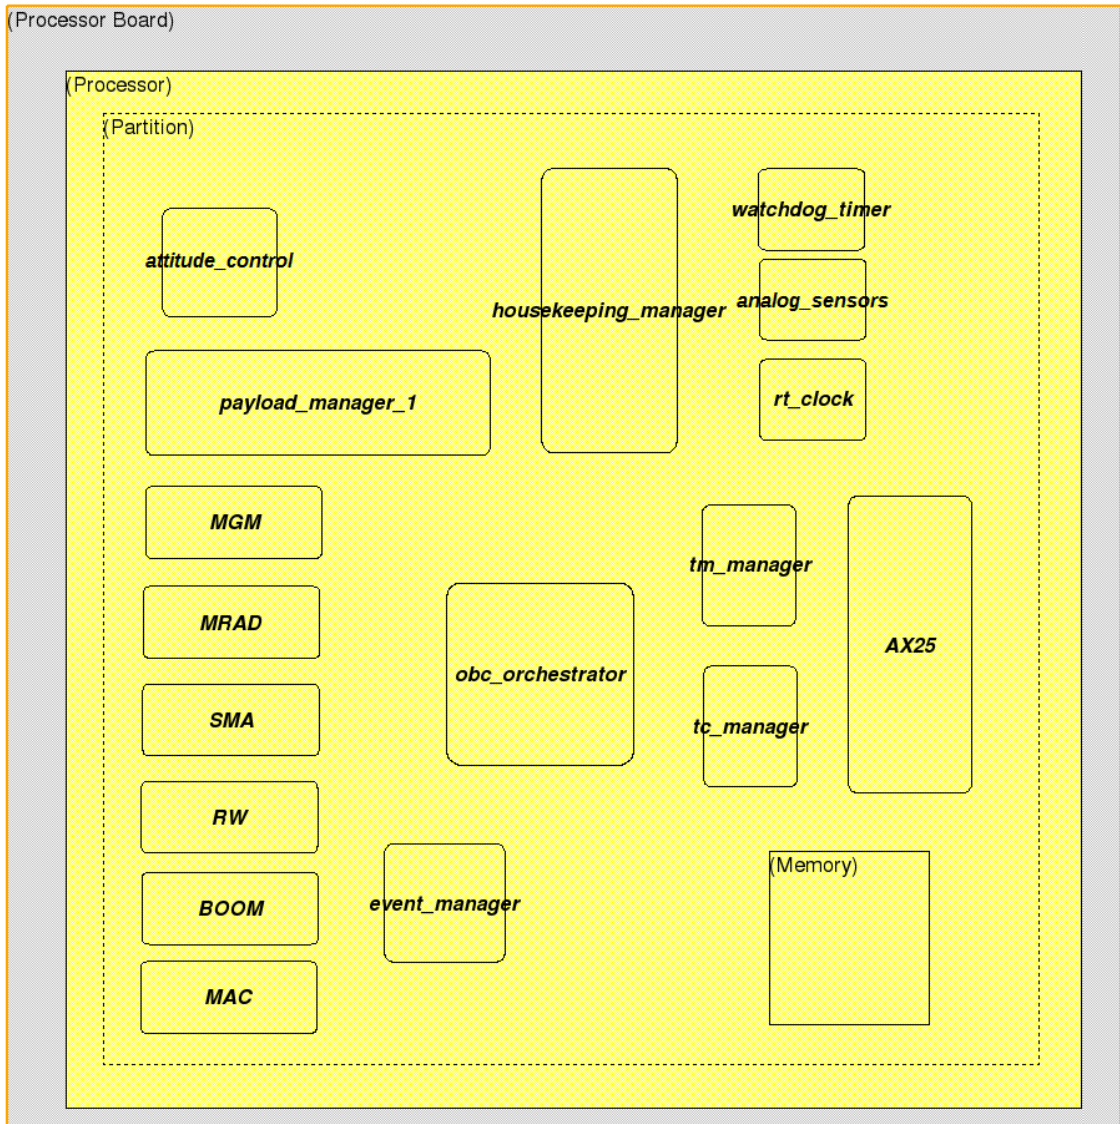 (Processor Board)
(Processor)
(Partition)
watchdog_timer
attitude_control
analog_sensors
housekeeping_manager
rt_clock
payload_manager_1
MGM
tm_manager
MRAD
AX25
obc_orchestrator
SMA
tc_manager
RW
(Memory)
BOOM
event_manager
MAC